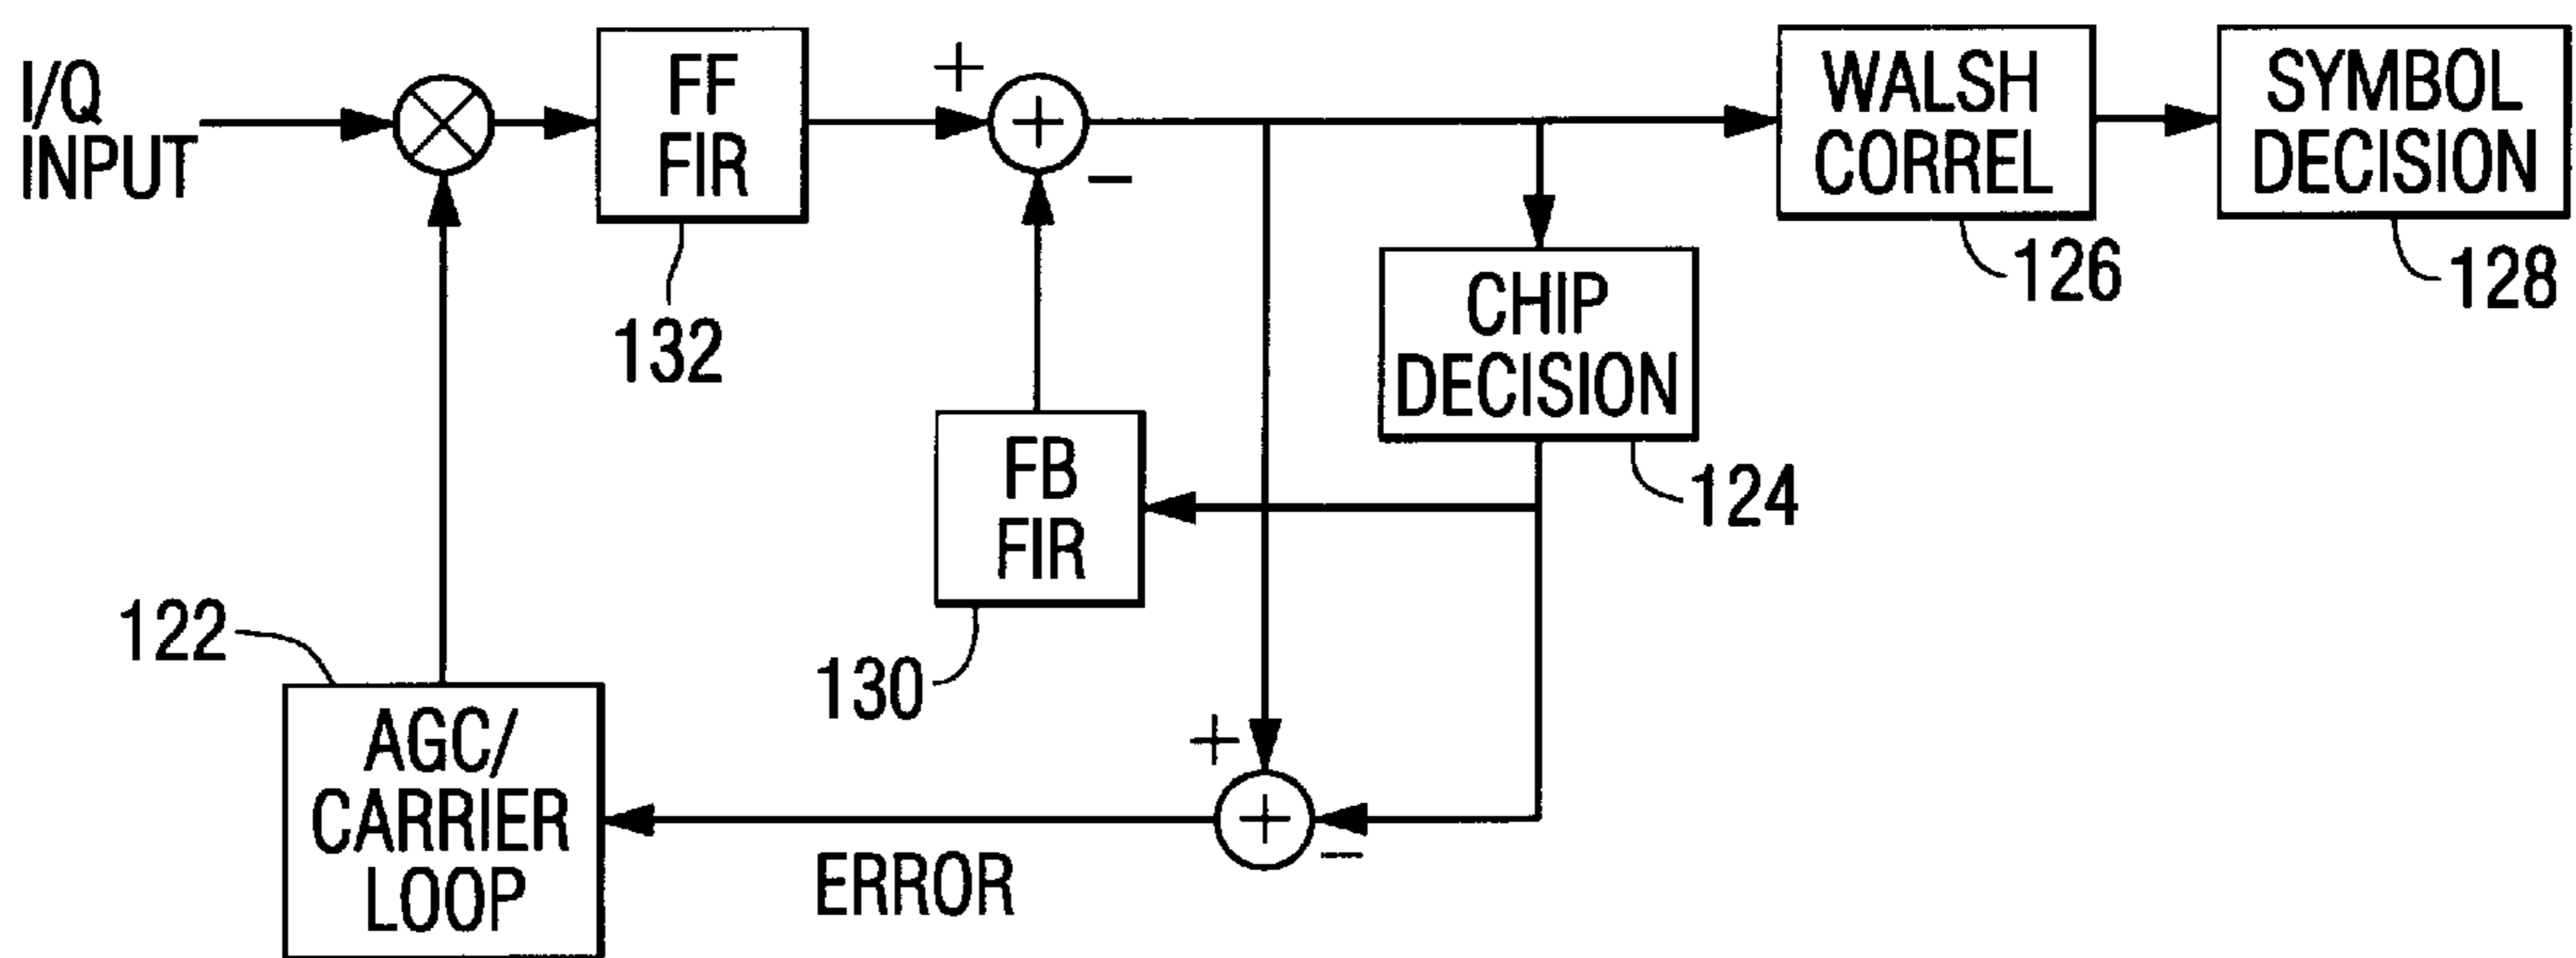 I/Q
INPUT
FF
FIR
132
+
+
−
WALSH
CORREL
126
SYMBOL
DECISION
128
CHIP
DECISION
124
FB
FIR
130
122
AGC/
CARRIER
LOOP
+
+
−
ERROR